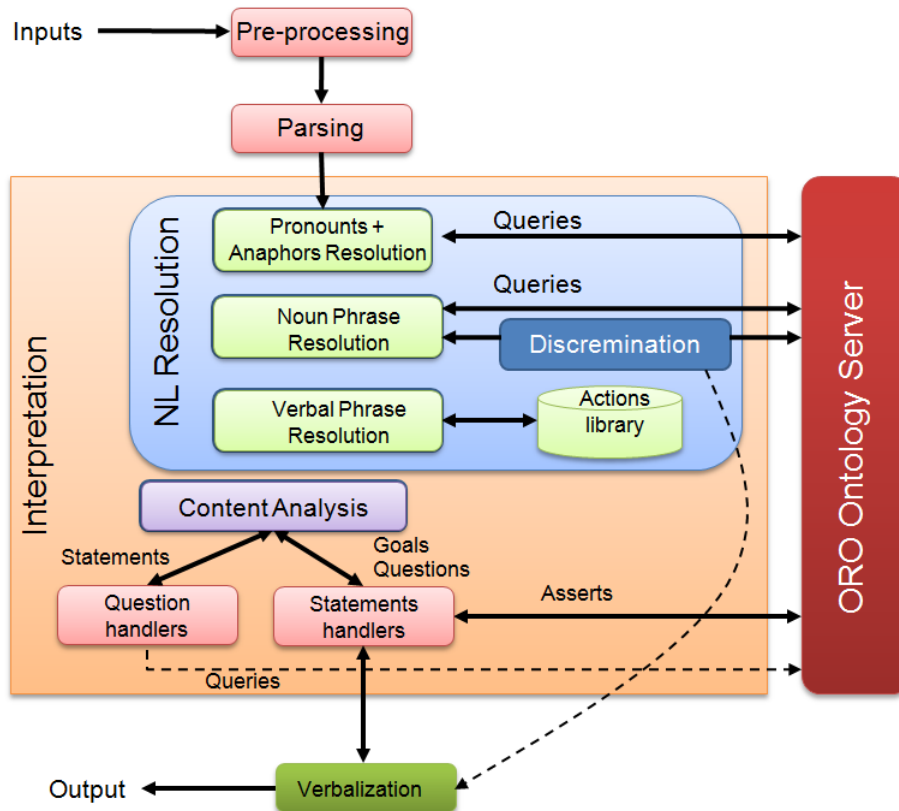 Inputs
Pre-processing
Parsing
Interpretation
NL Resolution
Pronounts +
Anaphors Resolution
Queries
Noun Phrase
Resolution
Queries
Discrimination
Verbal Phrase
Resolution
Actions
library
ORO Ontology Server
Content Analysis
Statements
Goals
Questions
Question
handlers
Statements
handlers
Asserts
Queries
Output
Verbalization